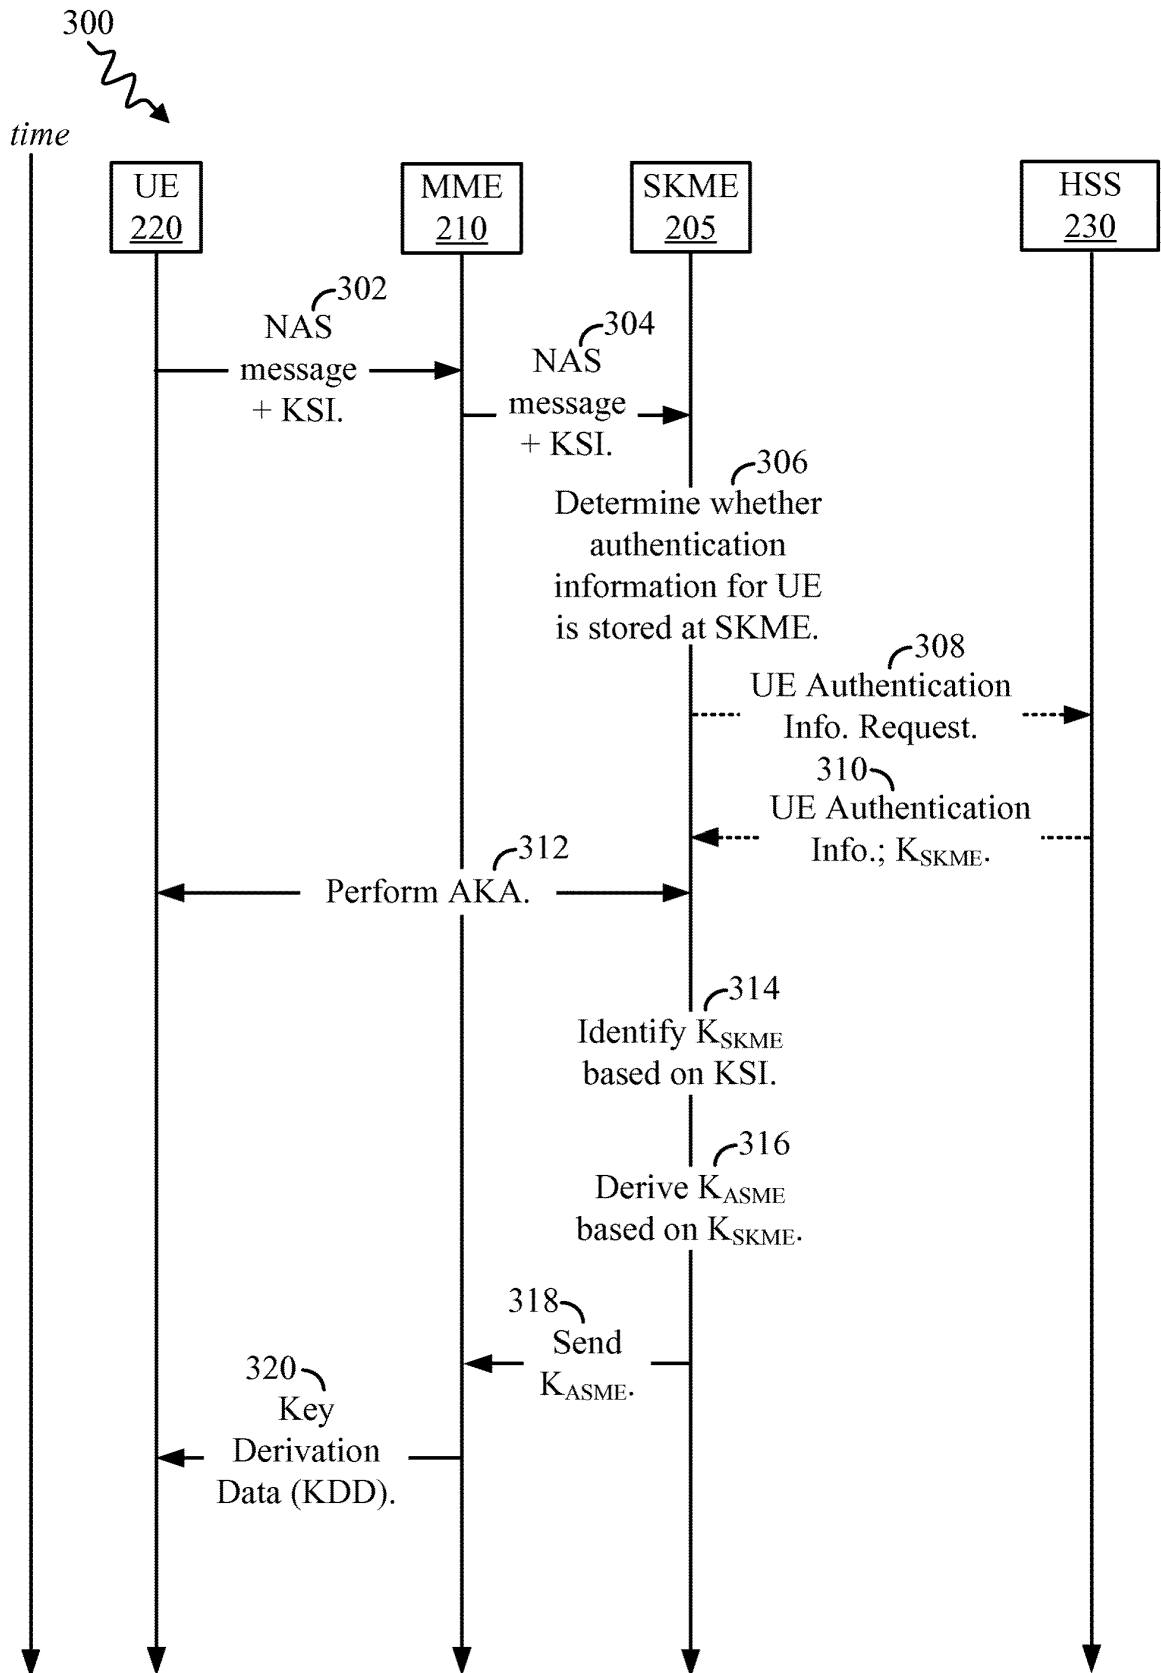 300
time
UE
220
MME
210
SKME
205
HSS
230
302
NAS
message
+ KSI.
304
NAS
message
+ KSI.
306
Determine whether
authentication
information for UE
is stored at SKME.
308
UE Authentication
Info. Request.
310
UE Authentication
Info.; KSKME.
312
Perform AKA.
314
Identify KSKME
based on KSI.
316
Derive KASME
based on KSKME.
318
Send
KASME.
320
Key
Derivation
Data (KDD).